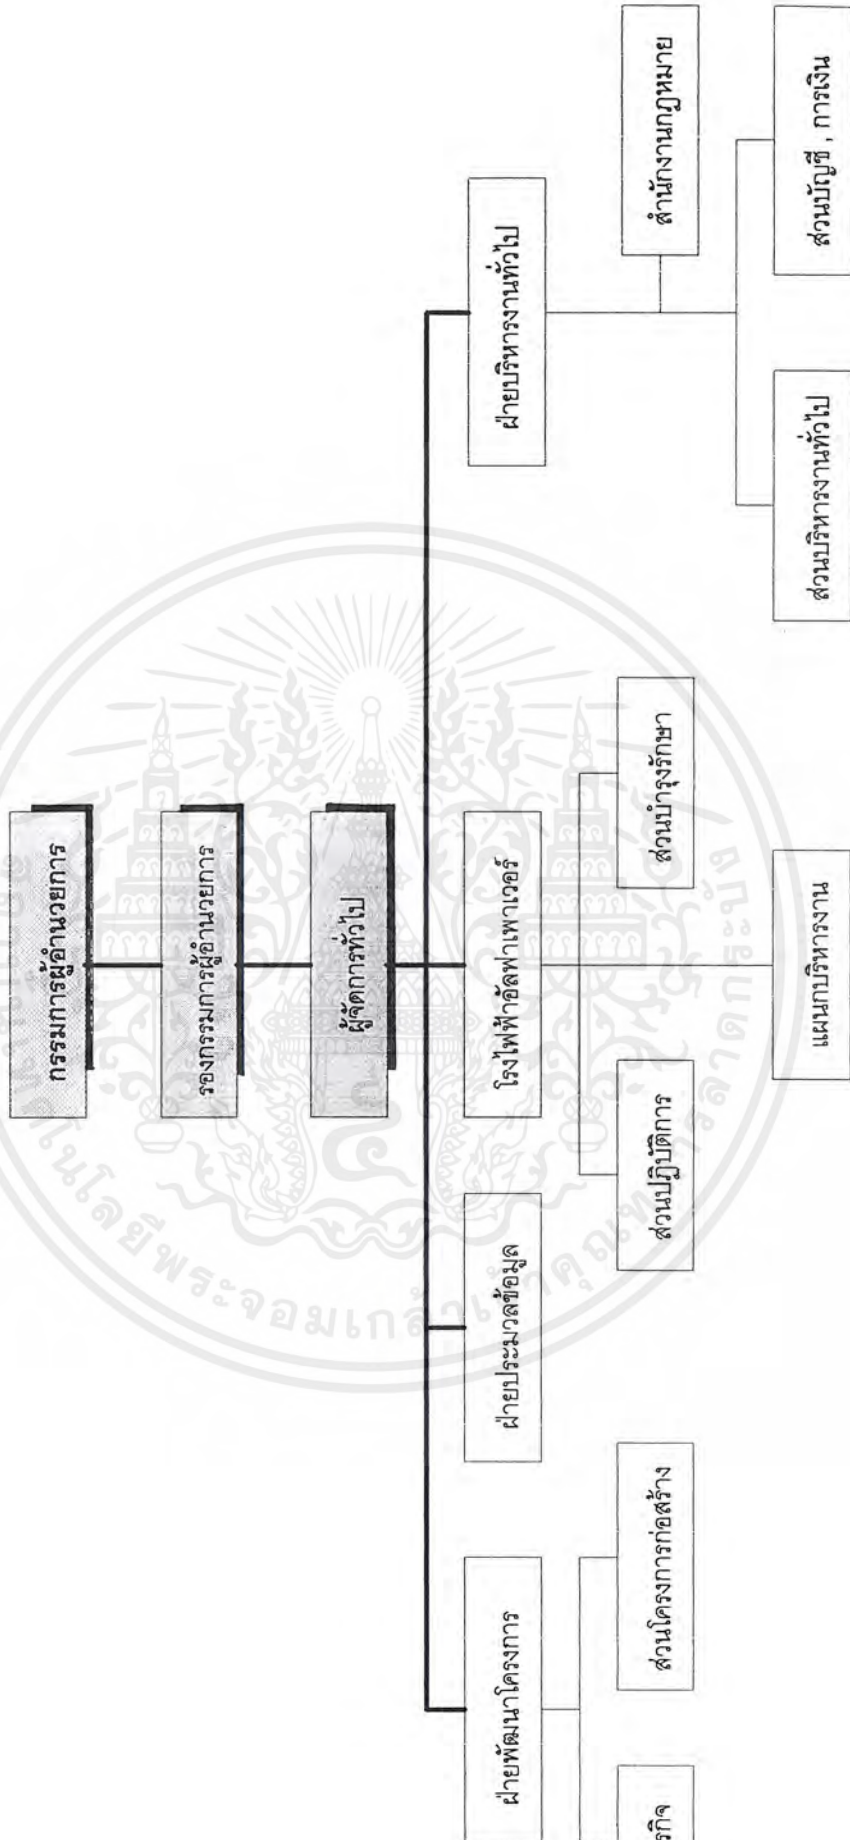 กรรมการผู้อำนวยการ
รองกรรมการผู้อำนวยการ
ผู้จัดการทั่วไป
ฝ่ายพัฒนาโครงการ
ฝ่ายประมวลข้อมูล
โรงไฟฟ้าอัลฟาเพาเวอร์
ฝ่ายบริหารงานทั่วไป
ส่วนโครงการก่อสร้าง
ส่วนปฏิบัติการ
ส่วนบำรุงรักษา
สำนักงานกฎหมาย
แผนกบริหารงาน
ส่วนบริหารงานทั่วไป
ส่วนบัญชี , การเงิน